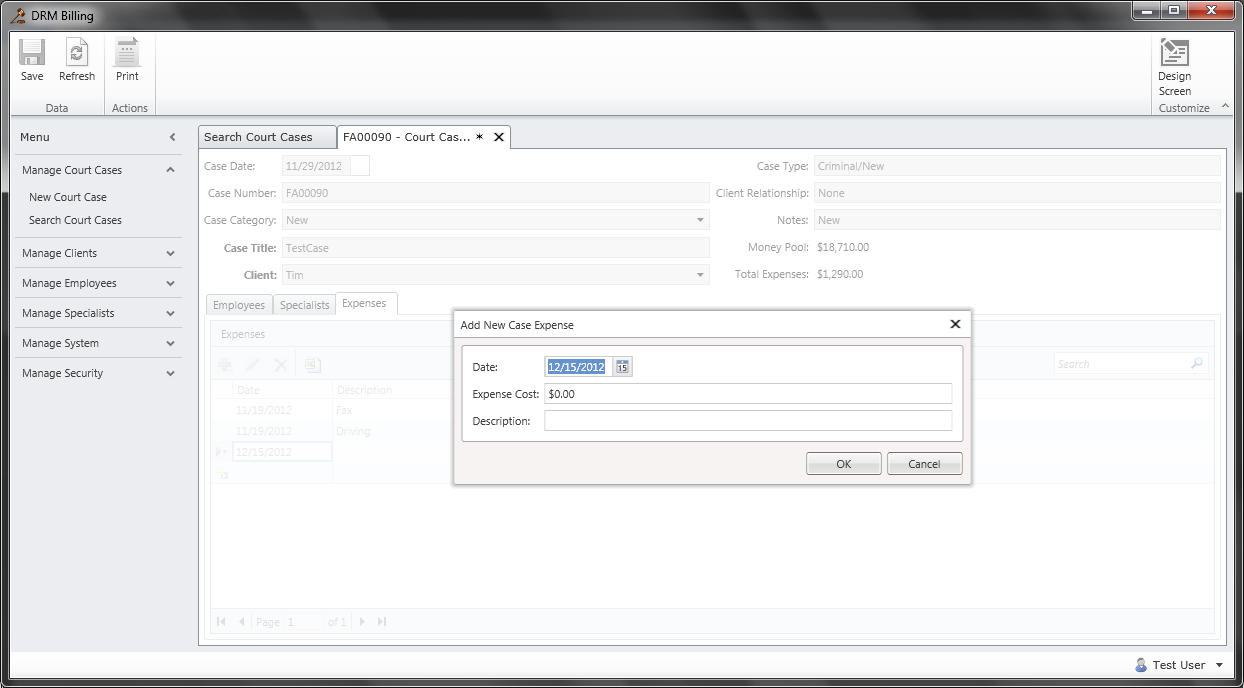 DRM Billing
Save Refresh Print Design Screen
Data Actions Customize
Menu
Manage Court Cases
New Court Case
Search Court Cases
Manage Clients
Manage Employees
Manage Specialists
Manage System
Manage Security
Search Court Cases FA00090 - Court Cas... *
Case Date: 11/29/2012 Case Type: Criminal/New
Case Number: FA00090 Client Relationship: None
Case Category: New Notes: New
Case Title: TestCase Money Pool: $18,710.00
Client: Tim Total Expenses: $1,290.00
Employees Specialists Expenses
Expenses
Search
Date Description
11/19/2012 Fax
11/19/2012 Driving
12/15/2012
Add New Case Expense
Date: 12/15/2012 15
Expense Cost: $0.00
Description:
OK Cancel
Page 1 of 1
Test User